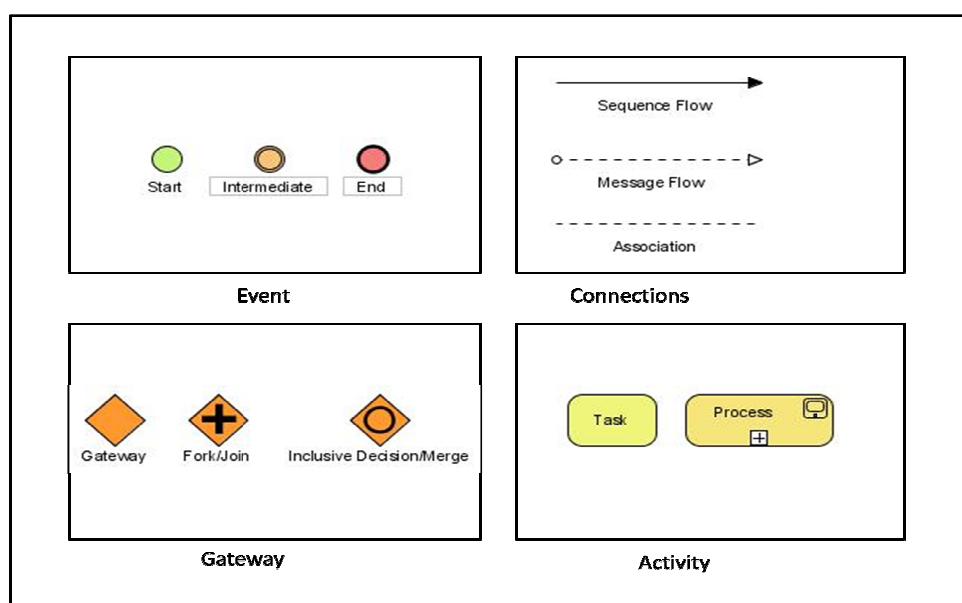 Start Intermediate End
Event
Sequence Flow
Message Flow
Association
Connections
Gateway Fork/Join Inclusive Decision/Merge
Gateway
Task Process
Activity